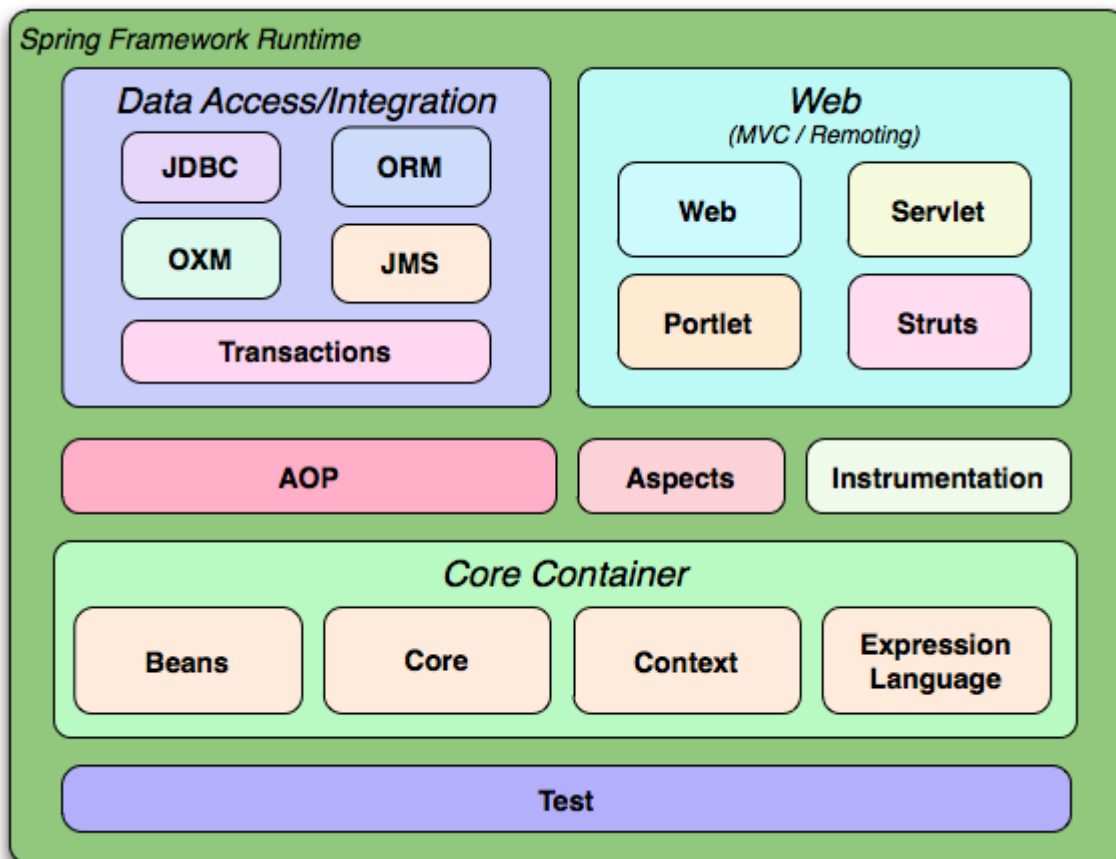 Spring Framework Runtime
Data Access/Integration
JDBC
ORM
OXM
JMS
Transactions
Web
(MVC / Remoting)
Web
Servlet
Portlet
Struts
AOP
Aspects
Instrumentation
Core Container
Beans
Core
Context
Expression
Language
Test